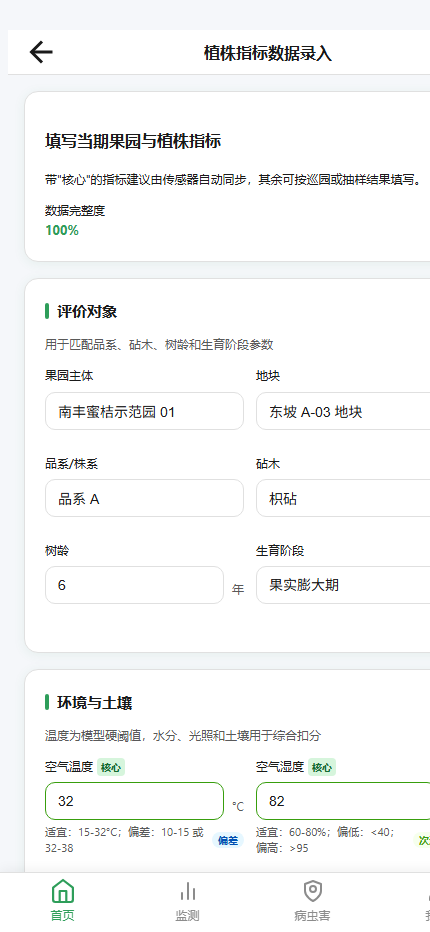 植株指标数据录入
填写当期果园与植株指标
带"核心"的指标建议由传感器自动同步，其余可按巡园或抽样结果填写。
数据完整度
100%
评价对象
用于匹配品系、砧木、树龄和生育阶段参数
果园主体 地块
南丰蜜桔示范园 01 东坡 A-03 地块
品系/株系 砧木
品系 A 枳砧
树龄 生育阶段
6 年 果实膨大期
环境与土壤
温度为模型硬阈值，水分、光照和土壤用于综合扣分
空气温度 核心 空气湿度 核心
32 °C 82
适宜：15-32°C；偏差：10-15 或 32-38 偏差 适宜：60-80%；偏低：<40；偏高：>95 次
首页 监测 病虫害